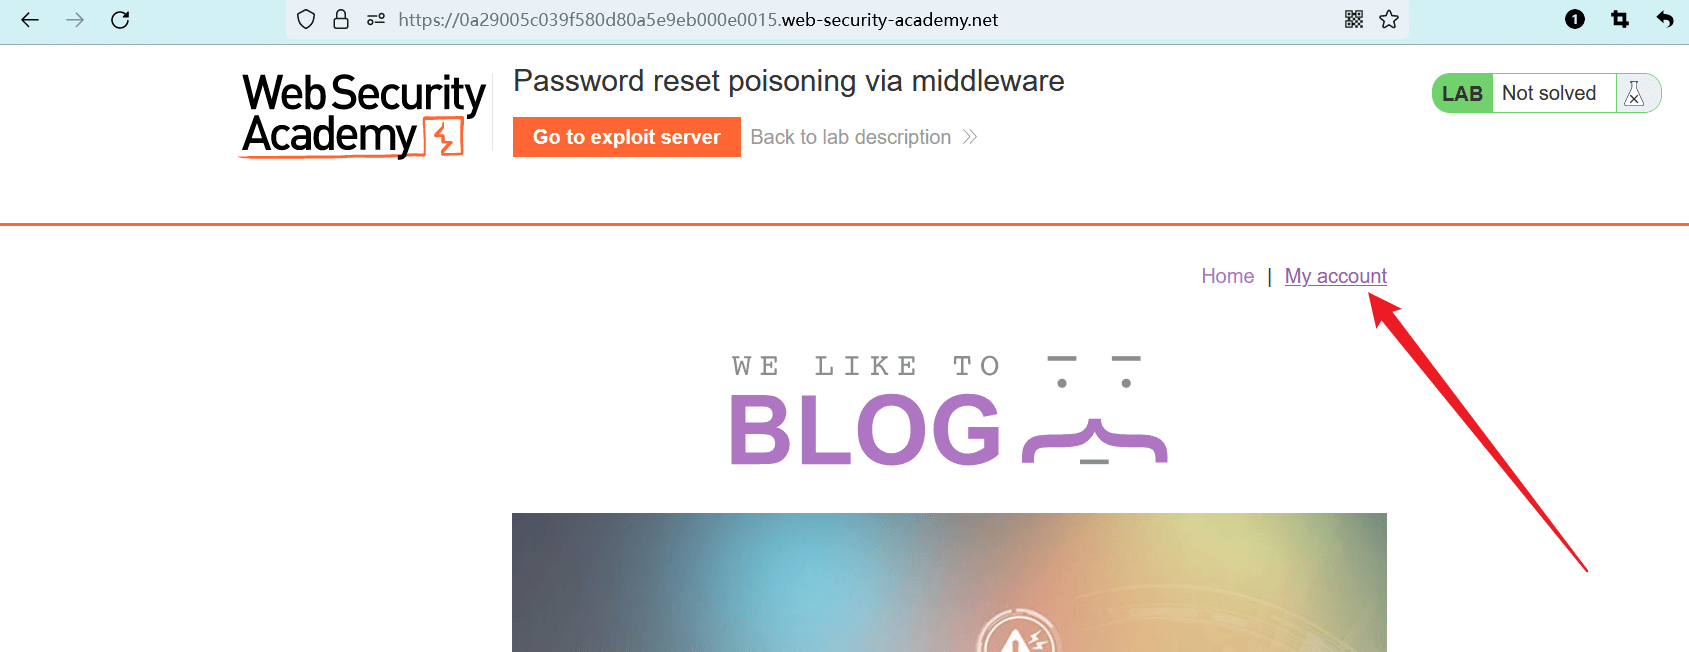 https://0a29005c039f580d80a5e9eb000e0015.web-security-academy.net
1
Web Security
Academy
Password reset poisoning via middleware
Go to exploit server
Back to lab description
LAB
Not solved
Home | My account
WE LIKE TO
BLOG